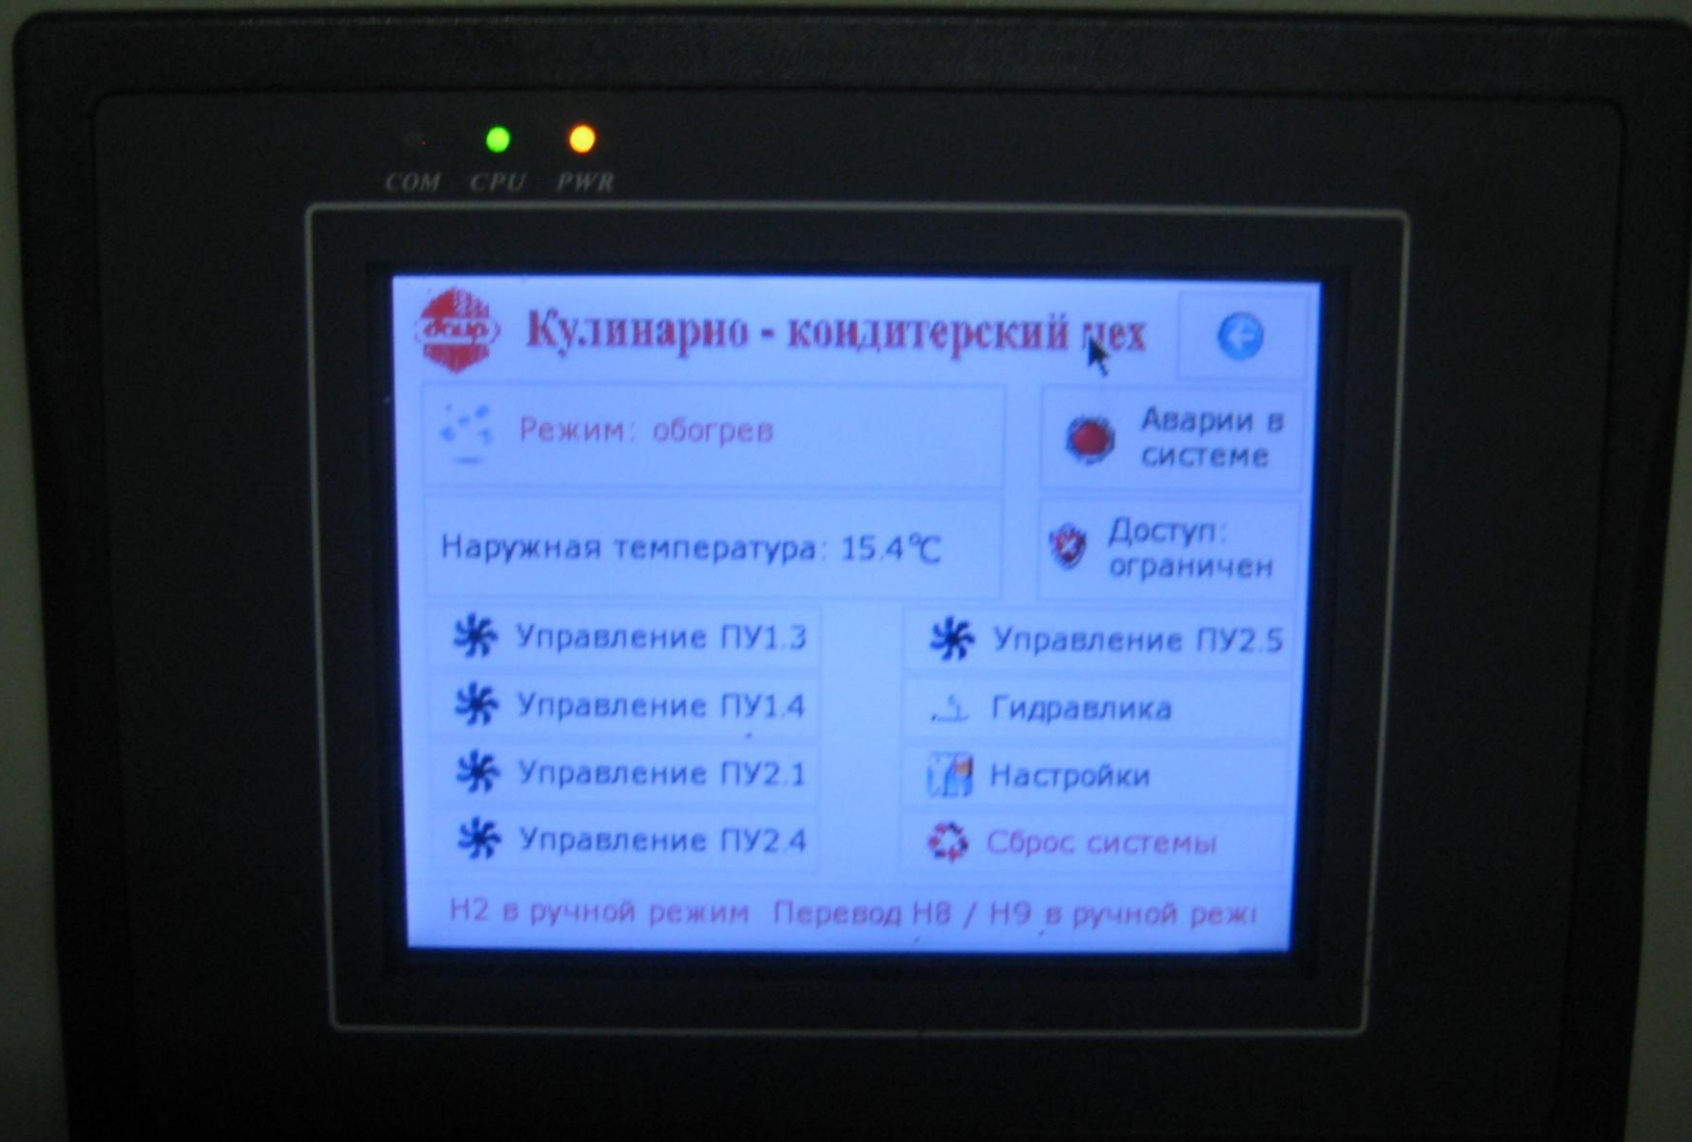 COM CPU PWR
Кулинарно - кондитерский цех
Режим: обогрев
Аварии в
системе
Наружная температура: 15.4°C
Доступ:
ограничен
Управление ПУ1.3
Управление ПУ2.5
Управление ПУ1.4
Гидравлика
Управление ПУ2.1
Настройки
Управление ПУ2.4
Сброс системы
Н2 в ручной режим Перевод Н8 / Н9 в ручной режи